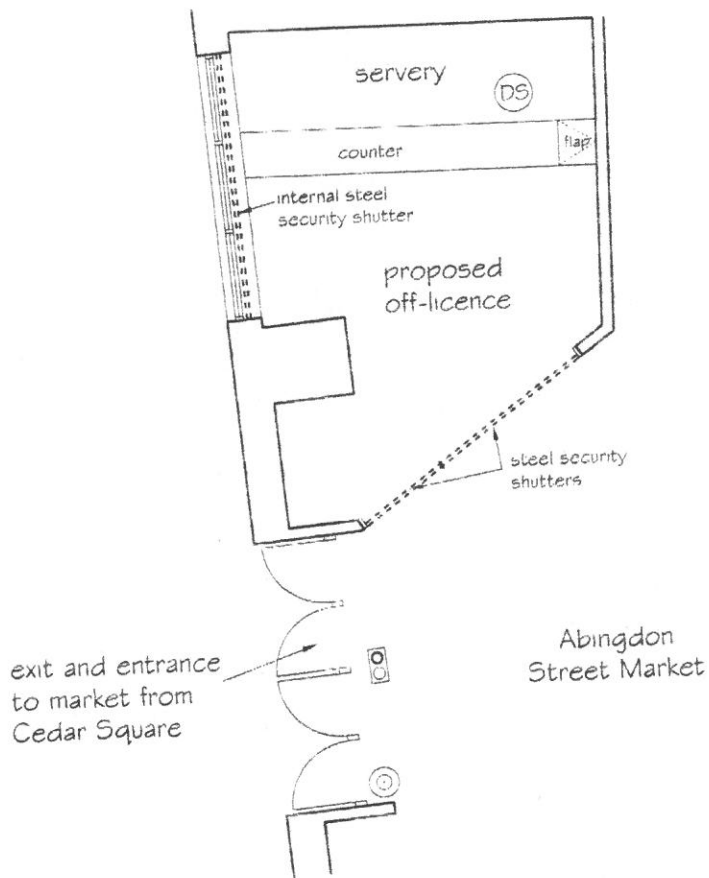 servery
DS
counter
flap
internal steel
security shutter
proposed
off-licence
steel security
shutters
exit and entrance
to market from
Cedar Square
Abingdon
Street Market